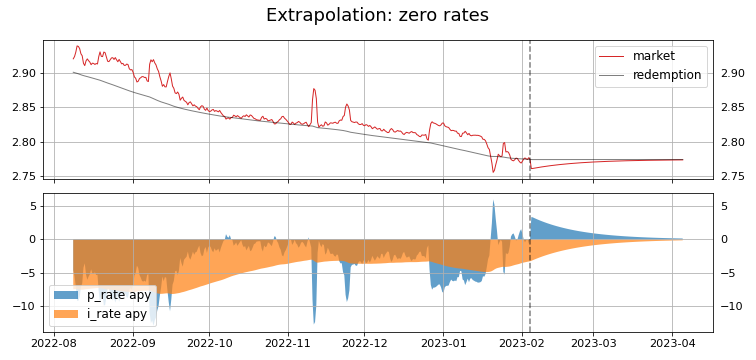 Extrapolation: zero rates
2.90 market 2.90
redemption
2.85 2.85
2.80 2.80
2.75 2.75
5 5
0 0
−5 −5
p_rate apy
−10 −10
i_rate apy
2022-08 2022-09 2022-10 2022-11 2022-12 2023-01 2023-02 2023-03 2023-04